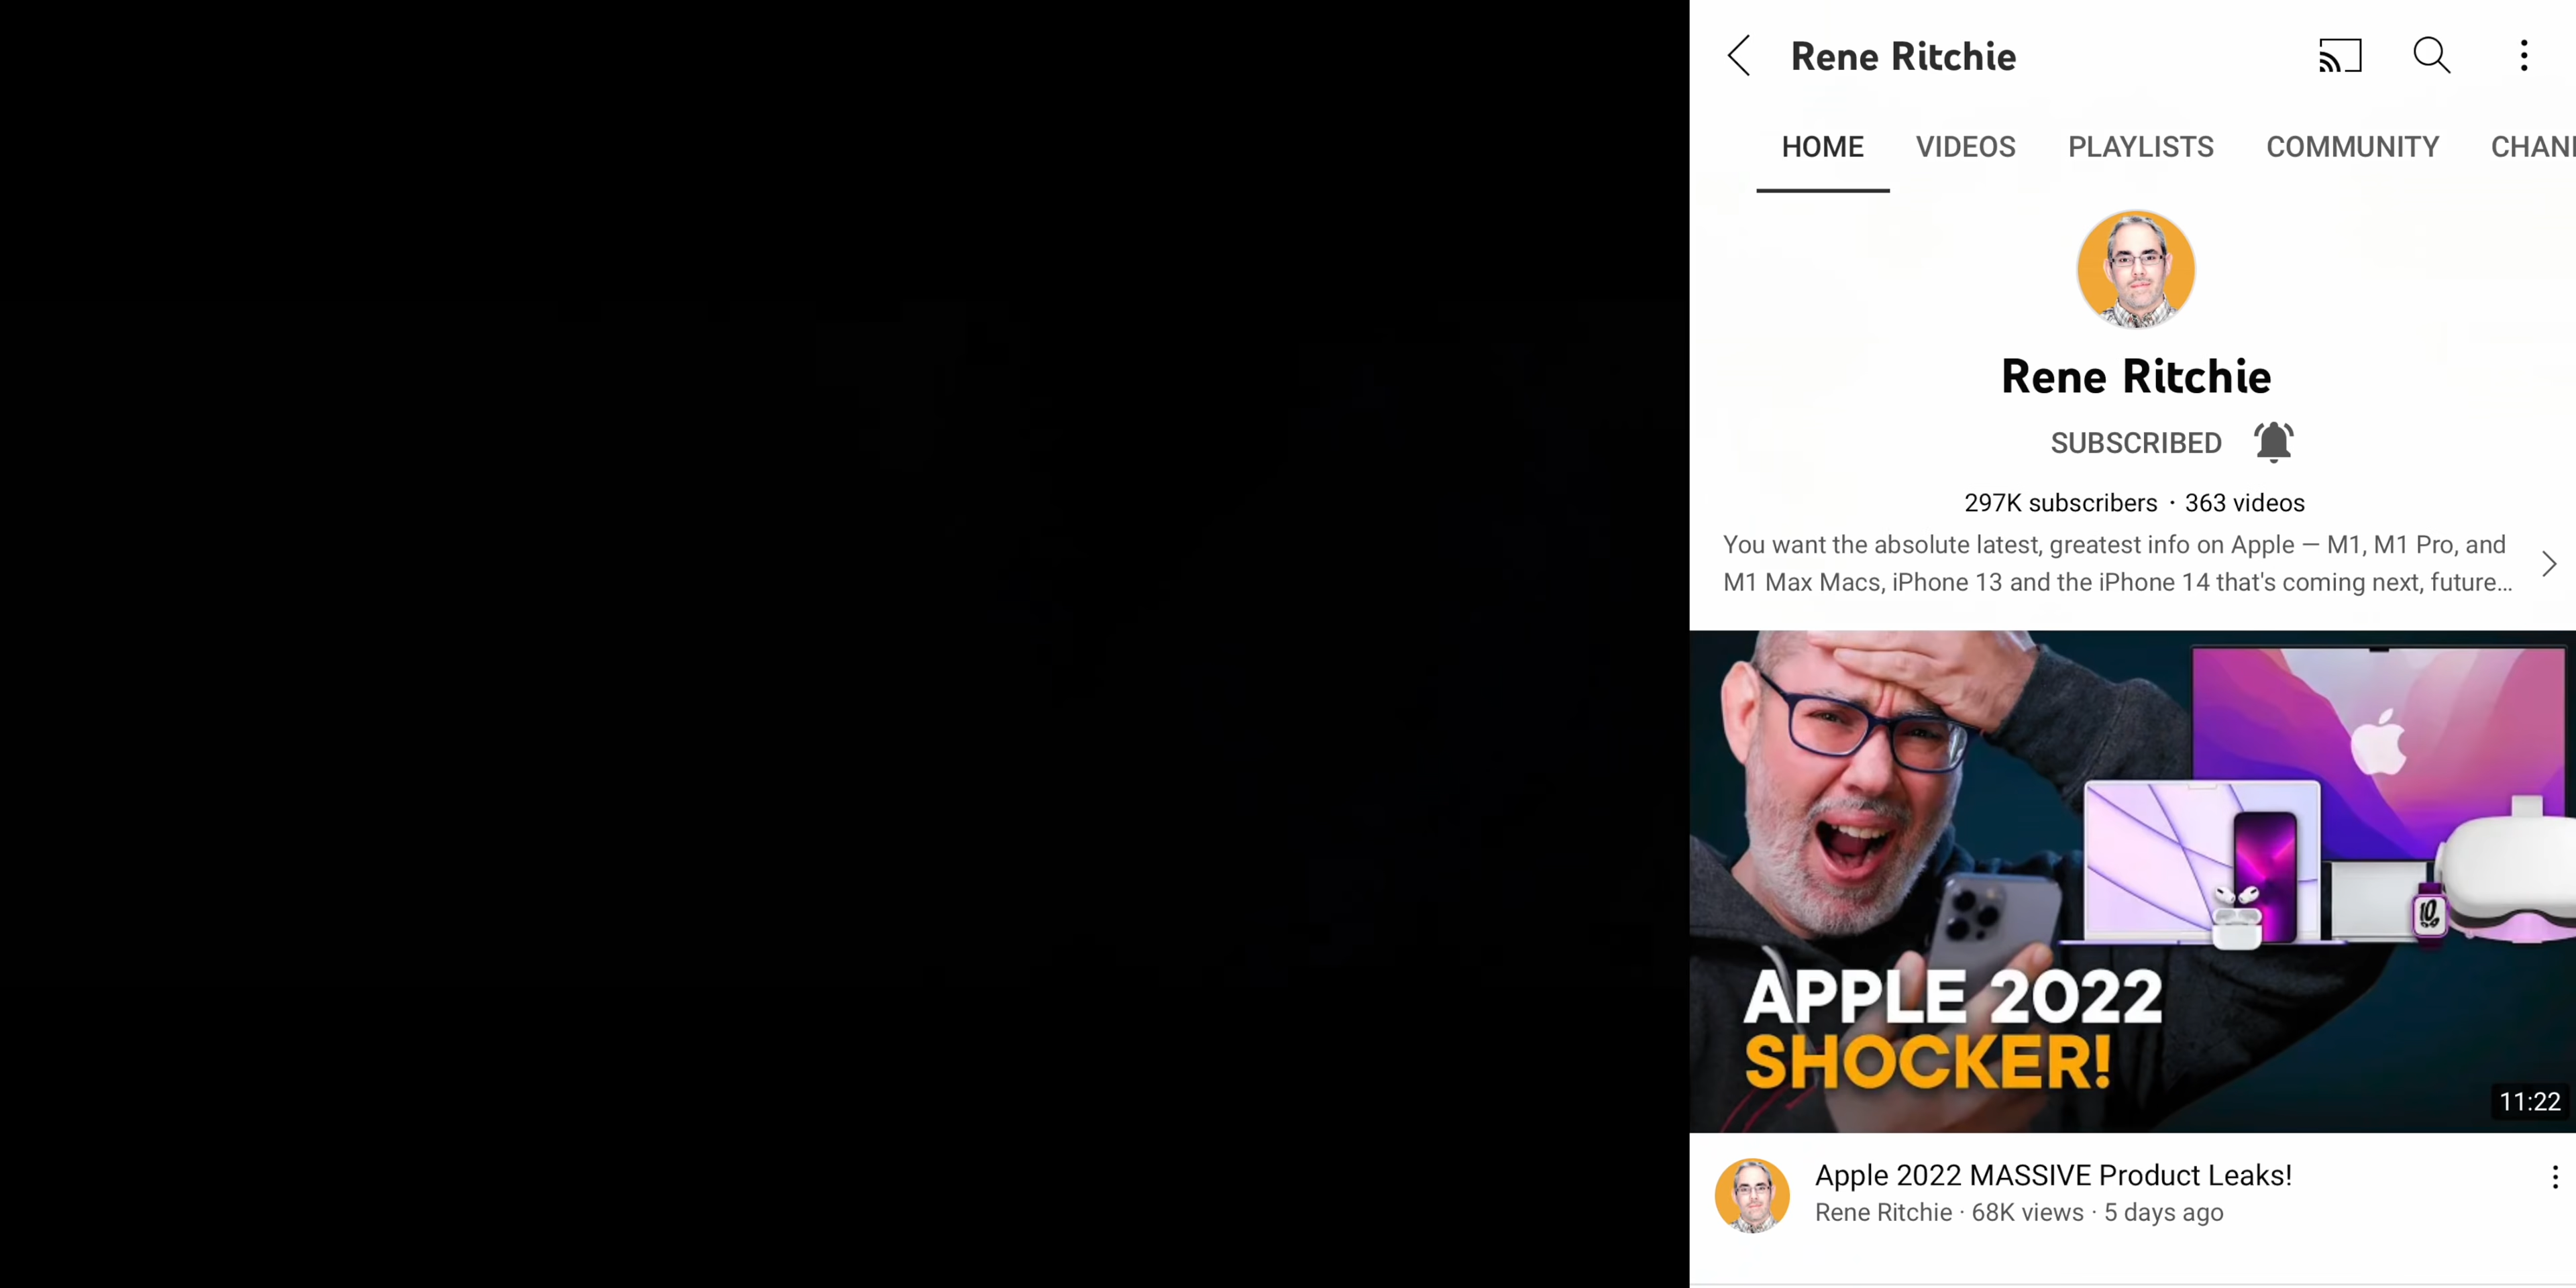 Rene Ritchie
HOME VIDEOS PLAYLISTS COMMUNITY CHAN
Rene Ritchie
SUBSCRIBED
297K subscribers · 363 videos
You want the absolute latest, greatest info on Apple — M1, M1 Pro, and
M1 Max Macs, iPhone 13 and the iPhone 14 that's coming next, future...
10
APPLE 2022
SHOCKER!
11:22
Apple 2022 MASSIVE Product Leaks!
Rene Ritchie · 68K views · 5 days ago